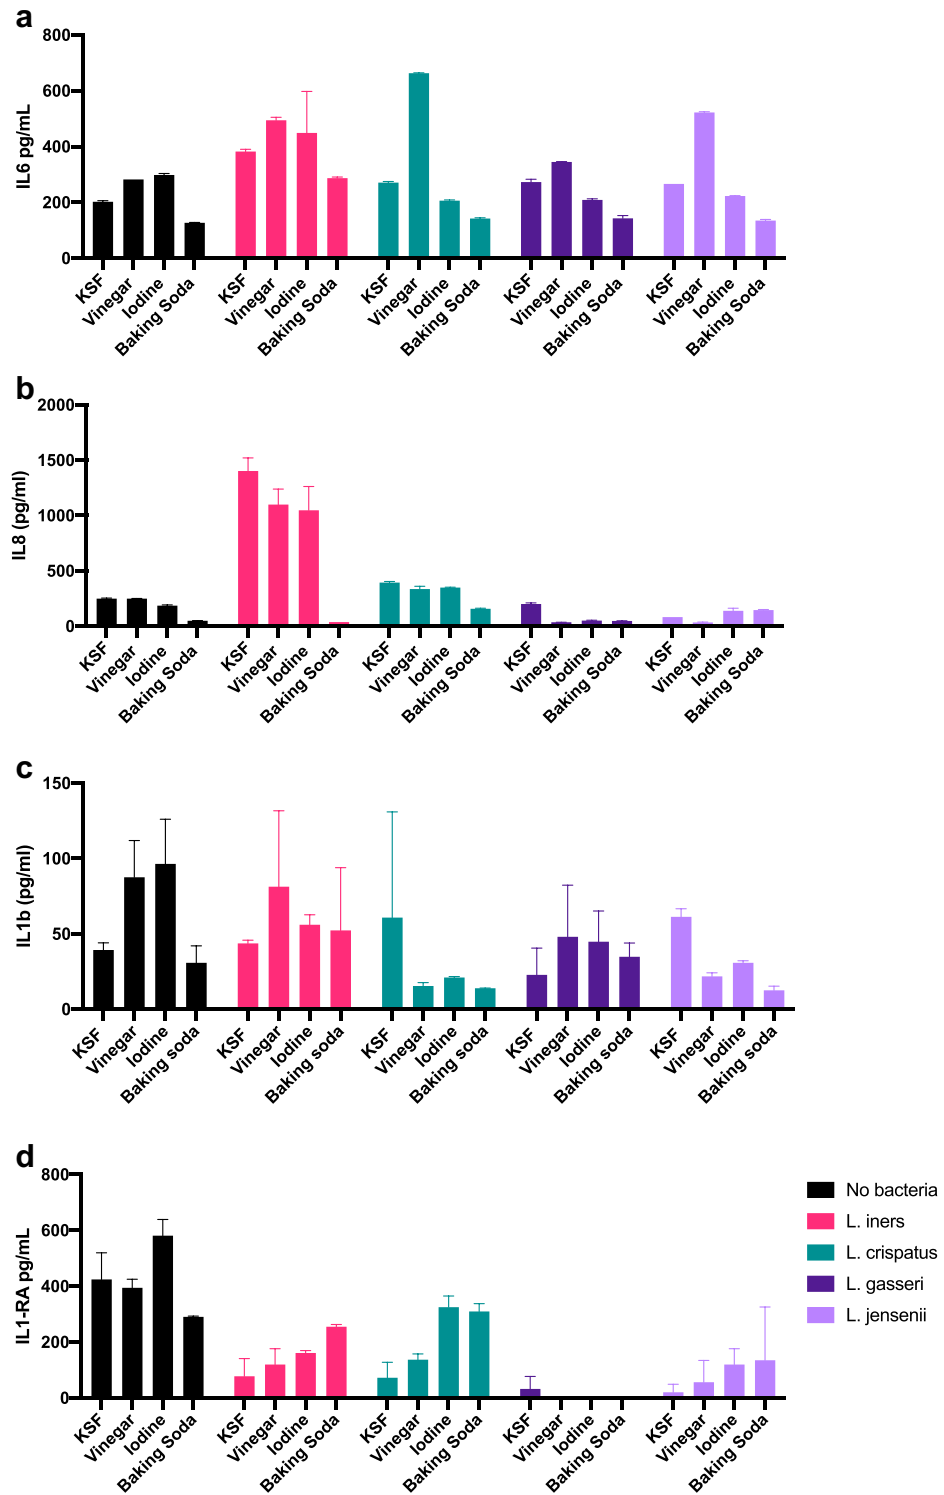 a
800
600
400
200
0
IL6 pg/mL
KSF Vinegar Iodine Baking Soda KSF Vinegar Iodine Baking Soda KSF Vinegar Iodine Baking Soda KSF Vinegar Iodine Baking Soda KSF Vinegar Iodine Baking Soda
b
2000
1500
1000
500
0
IL8 (pg/ml)
KSF Vinegar Iodine Baking Soda KSF Vinegar Iodine Baking Soda KSF Vinegar Iodine Baking Soda KSF Vinegar Iodine Baking Soda KSF Vinegar Iodine Baking Soda
c
150
100
50
0
IL1b (pg/ml)
KSF Vinegar Iodine Baking soda KSF Vinegar Iodine Baking soda KSF Vinegar Iodine Baking soda KSF Vinegar Iodine Baking soda KSF Vinegar Iodine Baking soda
d
800
600
400
200
0
IL1-RA pg/mL
KSF Vinegar Iodine Baking Soda KSF Vinegar Iodine Baking Soda KSF Vinegar Iodine Baking Soda KSF Vinegar Iodine Baking Soda KSF Vinegar Iodine Baking Soda
No bacteria
L. iners
L. crispatus
L. gasseri
L. jensenii